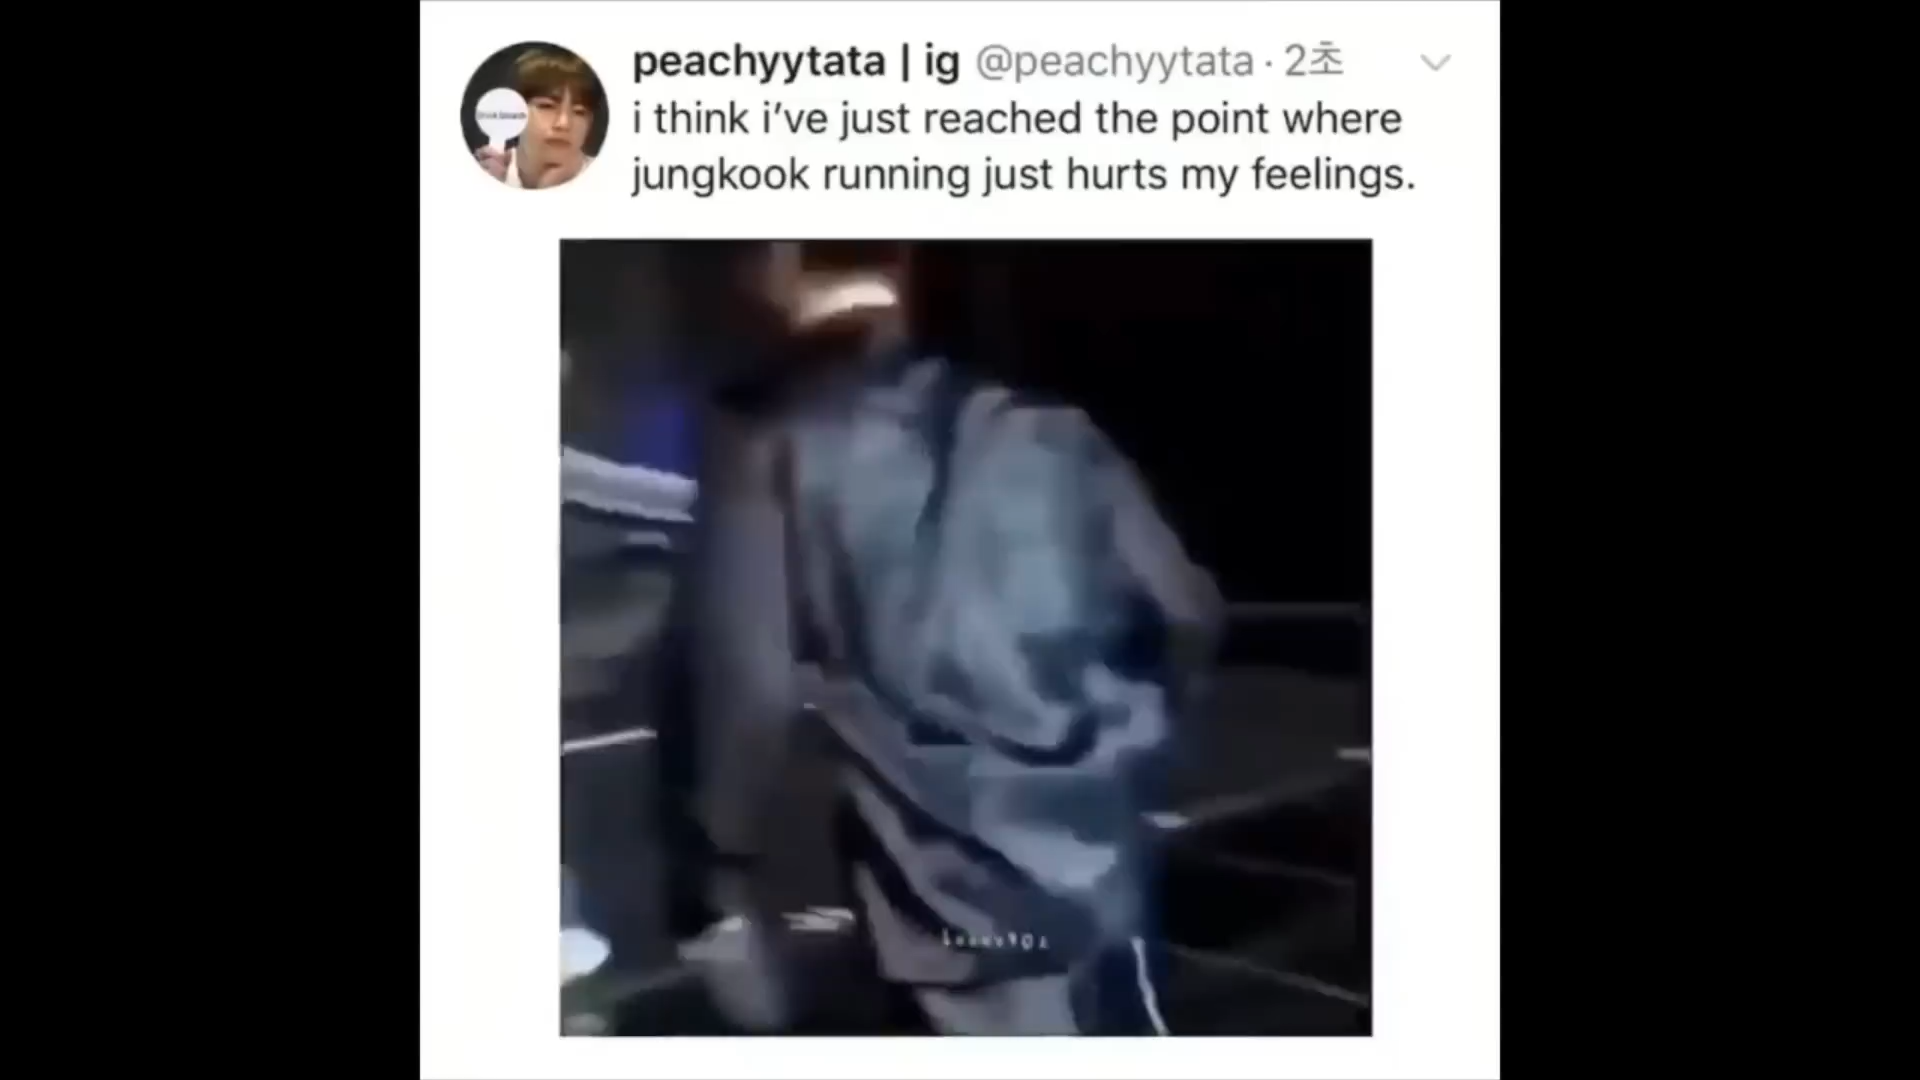 peachyytata | ig @peachyytata · 2초
i think i’ve just reached the point where
jungkook running just hurts my feelings.